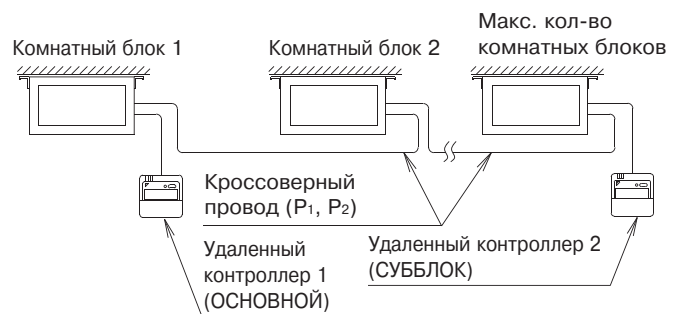 Комнатный блок 1
Комнатный блок 2
Макс. кол-во
комнатных блоков
Кроссоверный
провод (P1, P2)
Удаленный
контроллер 1
(ОСНОВНОЙ)
Удаленный контроллер 2
(СУББЛОК)